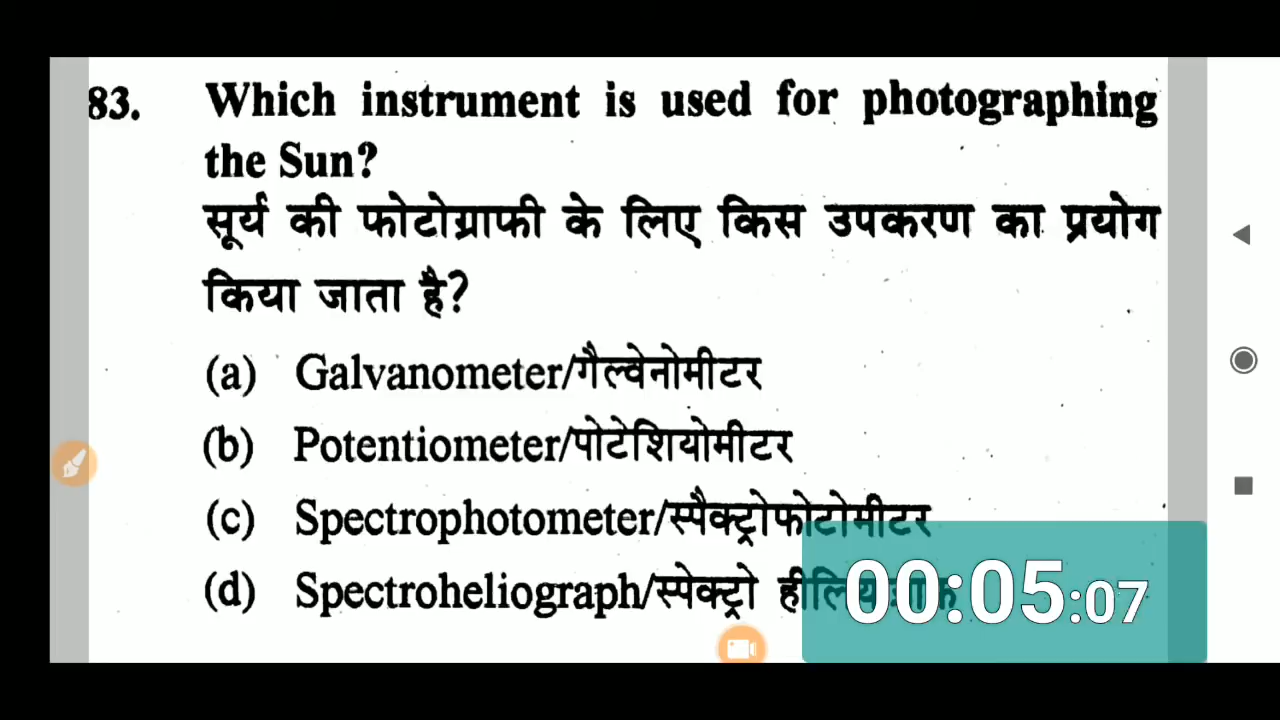 83. Which instrument is used for photographing
the Sun?
सूर्य की फोटोग्राफी के लिए किस उपकरण का प्रयोग
किया जाता है?
(a) Galvanometer/गैल्वेनोमीटर
(b) Potentiometer/पोटेशियोमीटर
(c) Spectrophotometer/स्पैक्ट्रोफोटोमीटर
(d) Spectroheliograph/स्पेक्ट्रो
00:05:07